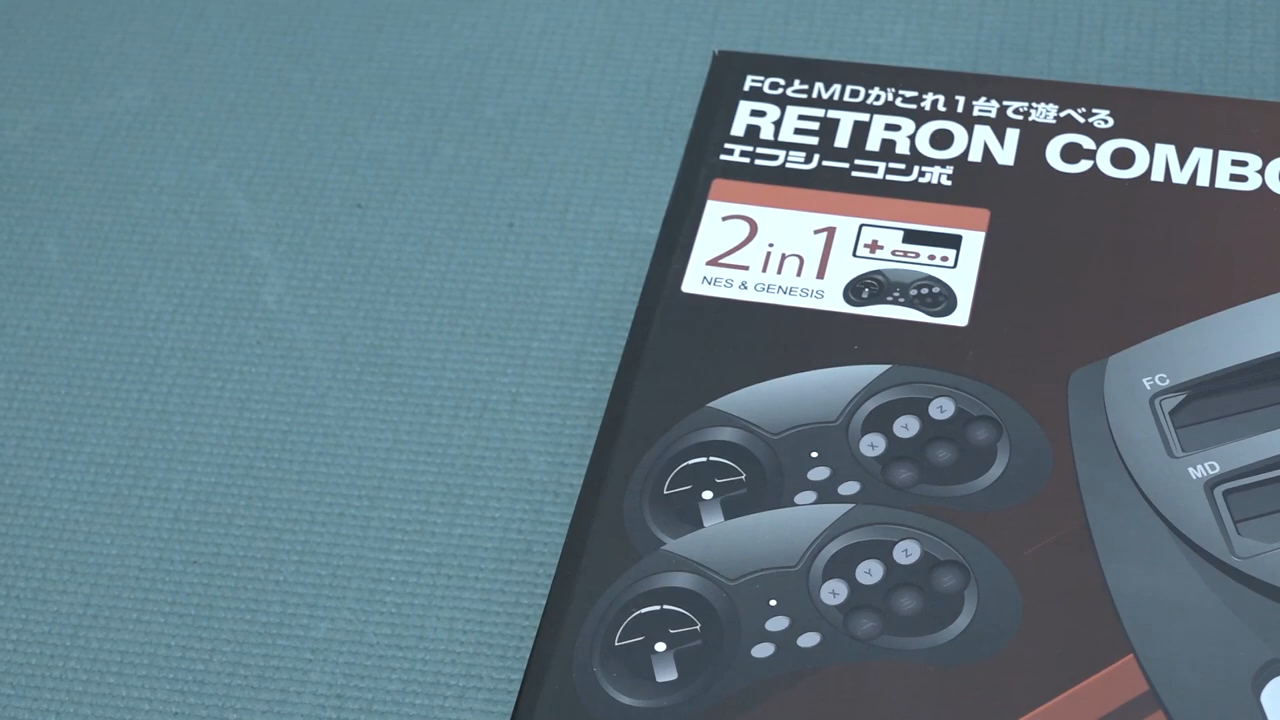 FCとMDがこれ1台で遊べる
RETRON COMBO
エフシーコンボ
2in1
NES & GENESIS
FC
MD
X Y Z
X Y Z